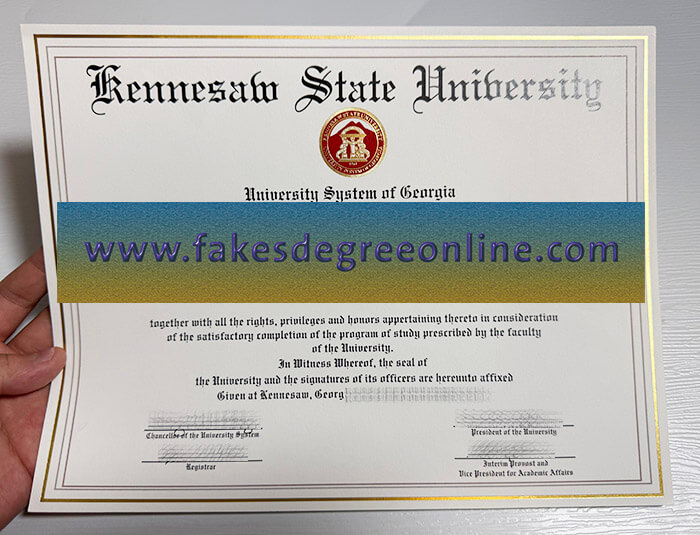 Kennesaw State University
University System of Georgia
www.fakesdegreeonline.com
together with all the rights, privileges and honors appertaining thereto in consideration
of the satisfactory completion of the program of study prescribed by the faculty
of the University.
In Witness Whereof, the seal of
the University and the signatures of its officers are hereunto affixed
Given at Kennesaw, Georg
Chancellor of the University System
President of the University
Registrar
Interim Provost and
Vice President for Academic Affairs